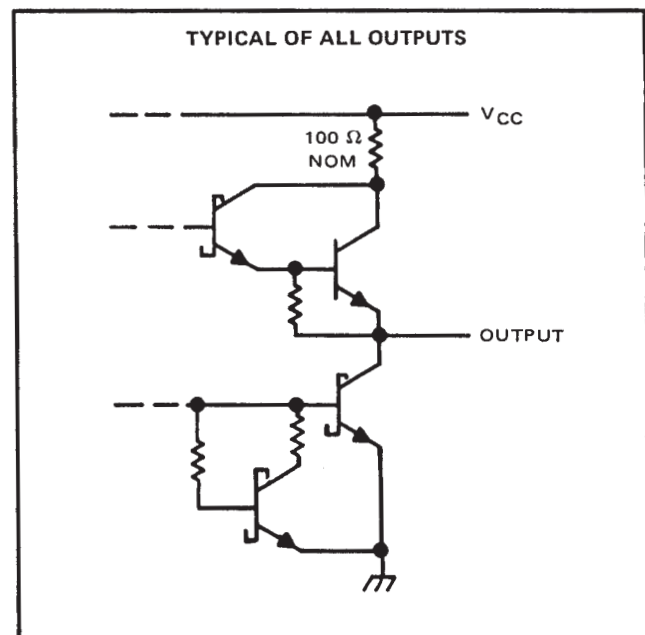 TYPICAL OF ALL OUTPUTS
VCC
100 Ω
NOM
OUTPUT